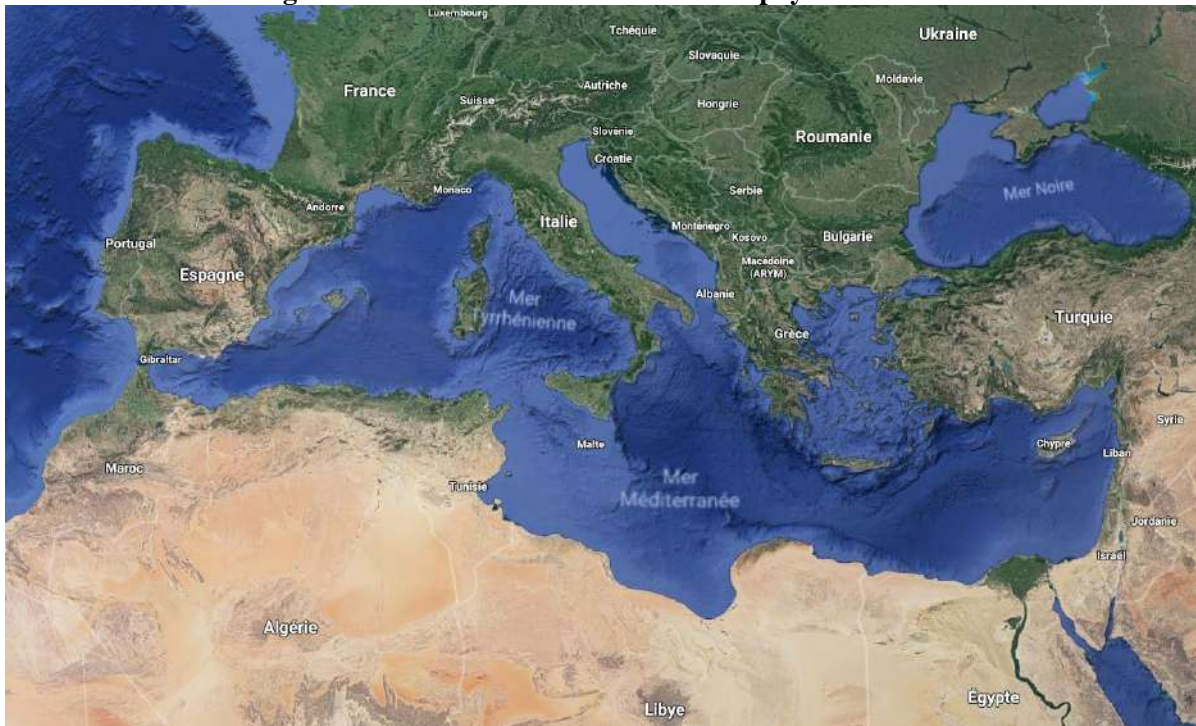 Luxembourg
Tchéquie
Ukraine
Slovaquie
Moldavie
France
Suisse
Autriche
Hongrie
Slovénie
Roumanie
Croatie
Mer Noire
Monaco
Serbie
Andorre
Italie
Monténégro
Kosovo
Bulgarie
Portugal
Macédoine
(ARYM)
Espagne
Albanie
Mer
Tyrrhénienne
Turquie
Grèce
Gibraltar
Syrie
Malte
Chypre
Liban
Maroc
Mer
Méditerranée
Tunisie
Jordanie
Israël
Algérie
Égypte
Libye